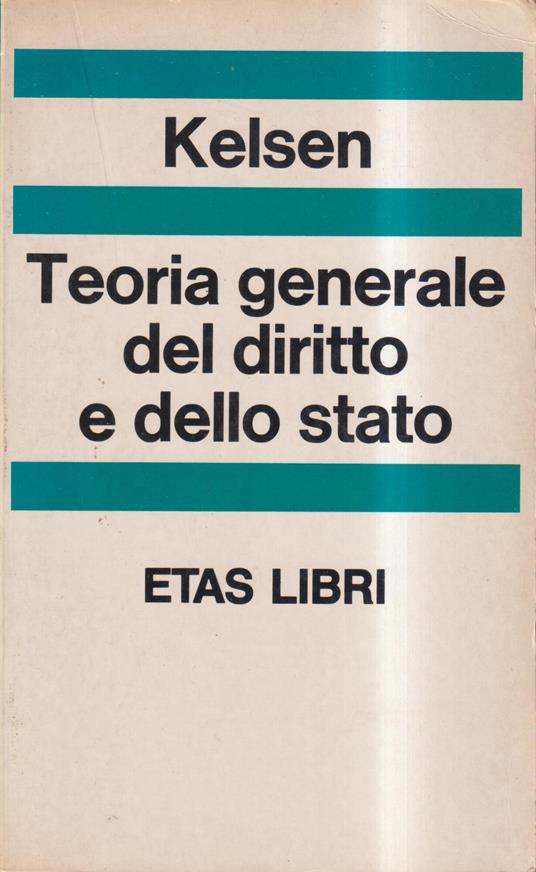 Kelsen
Teoria generale
del diritto
e dello stato
ETAS LIBRI